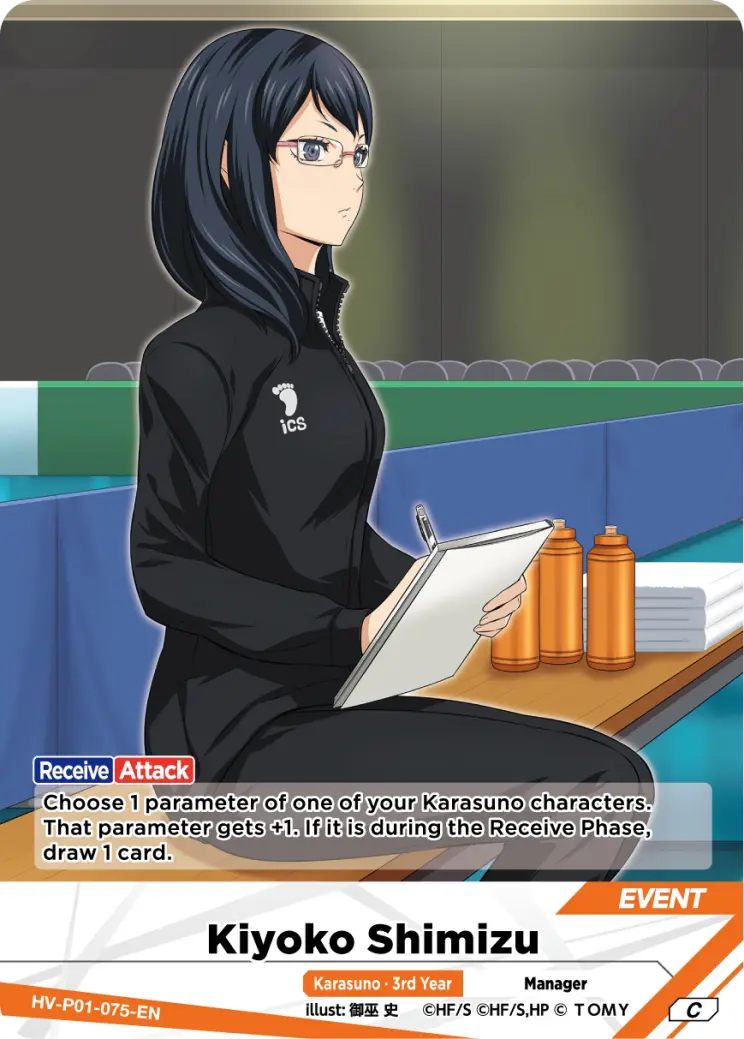 iCS
Receive Attack
Choose 1 parameter of one of your Karasuno characters.
That parameter gets +1. If it is during the Receive Phase,
draw 1 card.
EVENT
Kiyoko Shimizu
Karasuno · 3rd Year Manager
HV-P01-075-EN
illust: 御巫 史 ©HF/S ©HF/S,HP © TOMY
C